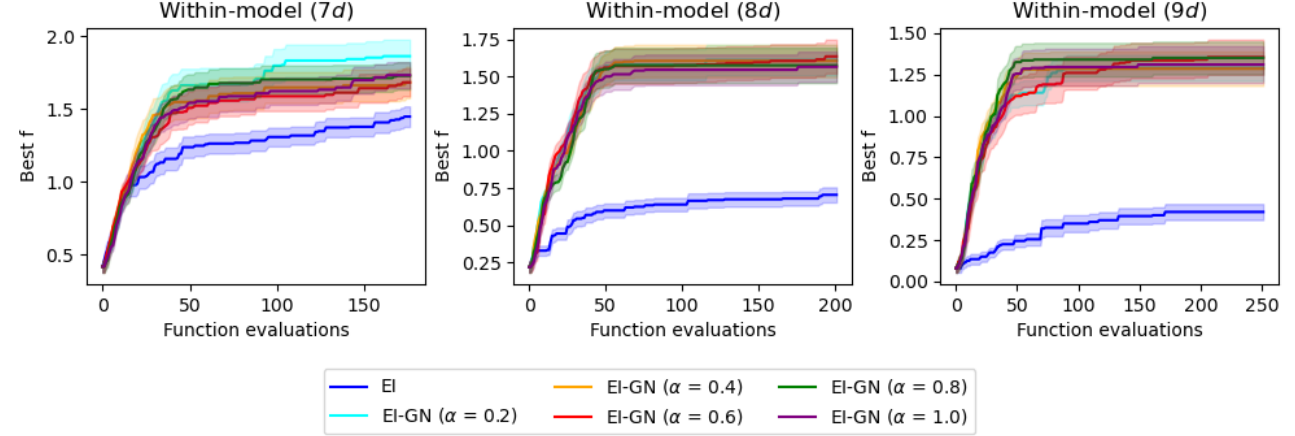 Within-model (7d)
Within-model (8d)
Within-model (9d)
Best f
2.0
1.5
1.0
0.5
0
50
100
150
Function evaluations
Best f
1.75
1.50
1.25
1.00
0.75
0.50
0.25
0
50
100
150
200
Function evaluations
Best f
1.50
1.25
1.00
0.75
0.50
0.25
0.00
0
50
100
150
200
250
Function evaluations
EI
EI-GN (α = 0.2)
EI-GN (α = 0.4)
EI-GN (α = 0.6)
EI-GN (α = 0.8)
EI-GN (α = 1.0)